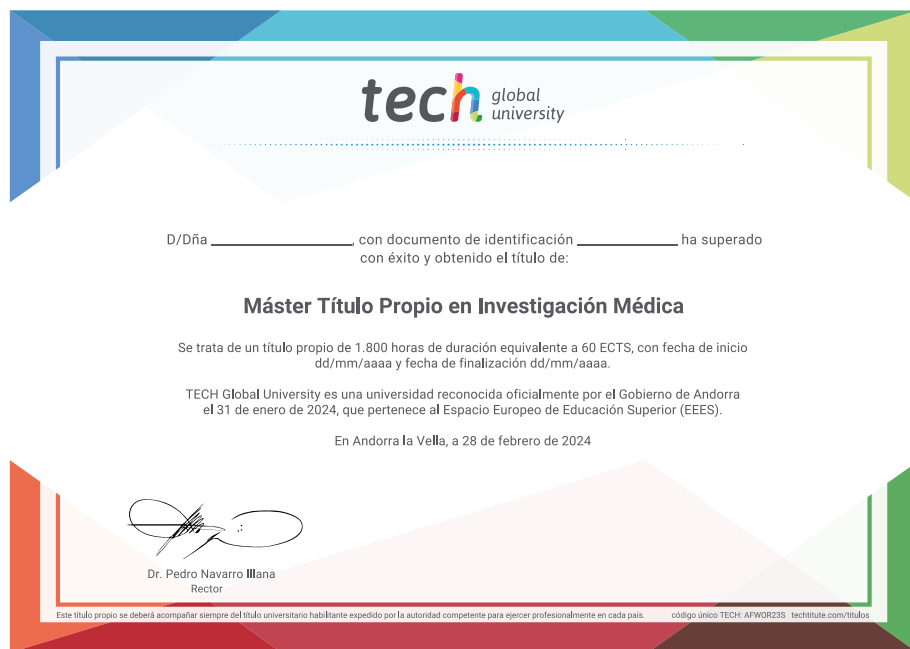 tech global
university
D/Dña ________________, con documento de identificación ____________ ha superado
con éxito y obtenido el título de:
Máster Título Propio en Investigación Médica
Se trata de un título propio de 1.800 horas de duración equivalente a 60 ECTS, con fecha de inicio
dd/mm/aaaa y fecha de finalización dd/mm/aaaa.
TECH Global University es una universidad reconocida oficialmente por el Gobierno de Andorra
el 31 de enero de 2024, que pertenece al Espacio Europeo de Educación Superior (EEES).
En Andorra la Vella, a 28 de febrero de 2024
Dr. Pedro Navarro Illana
Rector
Este título propio se deberá acompañar siempre del título universitario habilitante expedido por la autoridad competente para ejercer profesionalmente en cada país. código único TECH: AFWOR23S techtitute.com/titulos